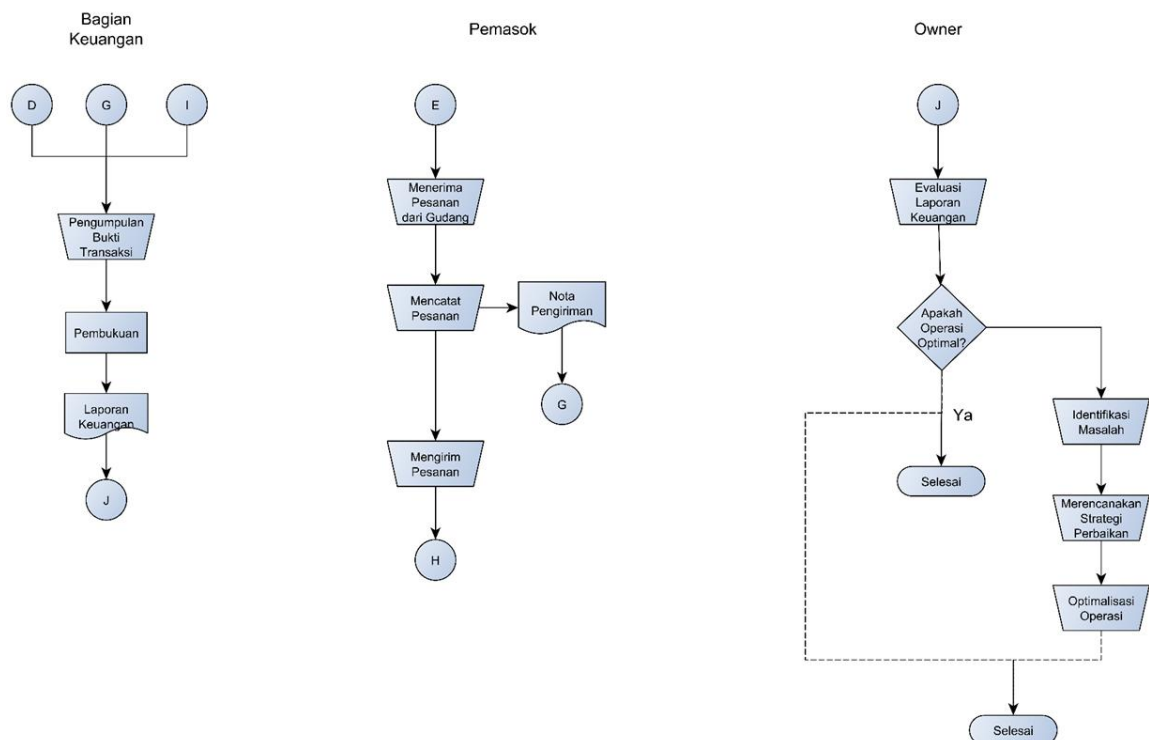 Bagian
Keuangan
D
G
I
Pengumpulan
Bukti
Transaksi
Pembukuan
Laporan
Keuangan
J
Pemasok
E
Menerima
Pesanan
dari Gudang
Mencatat
Pesanan
Nota
Pengiriman
G
Mengirim
Pesanan
H
Owner
J
Evaluasi
Laporan
Keuangan
Apakah
Operasi
Optimal?
Ya
Selesai
Identifikasi
Masalah
Merencanakan
Strategi
Perbaikan
Optimalisasi
Operasi
Selesai